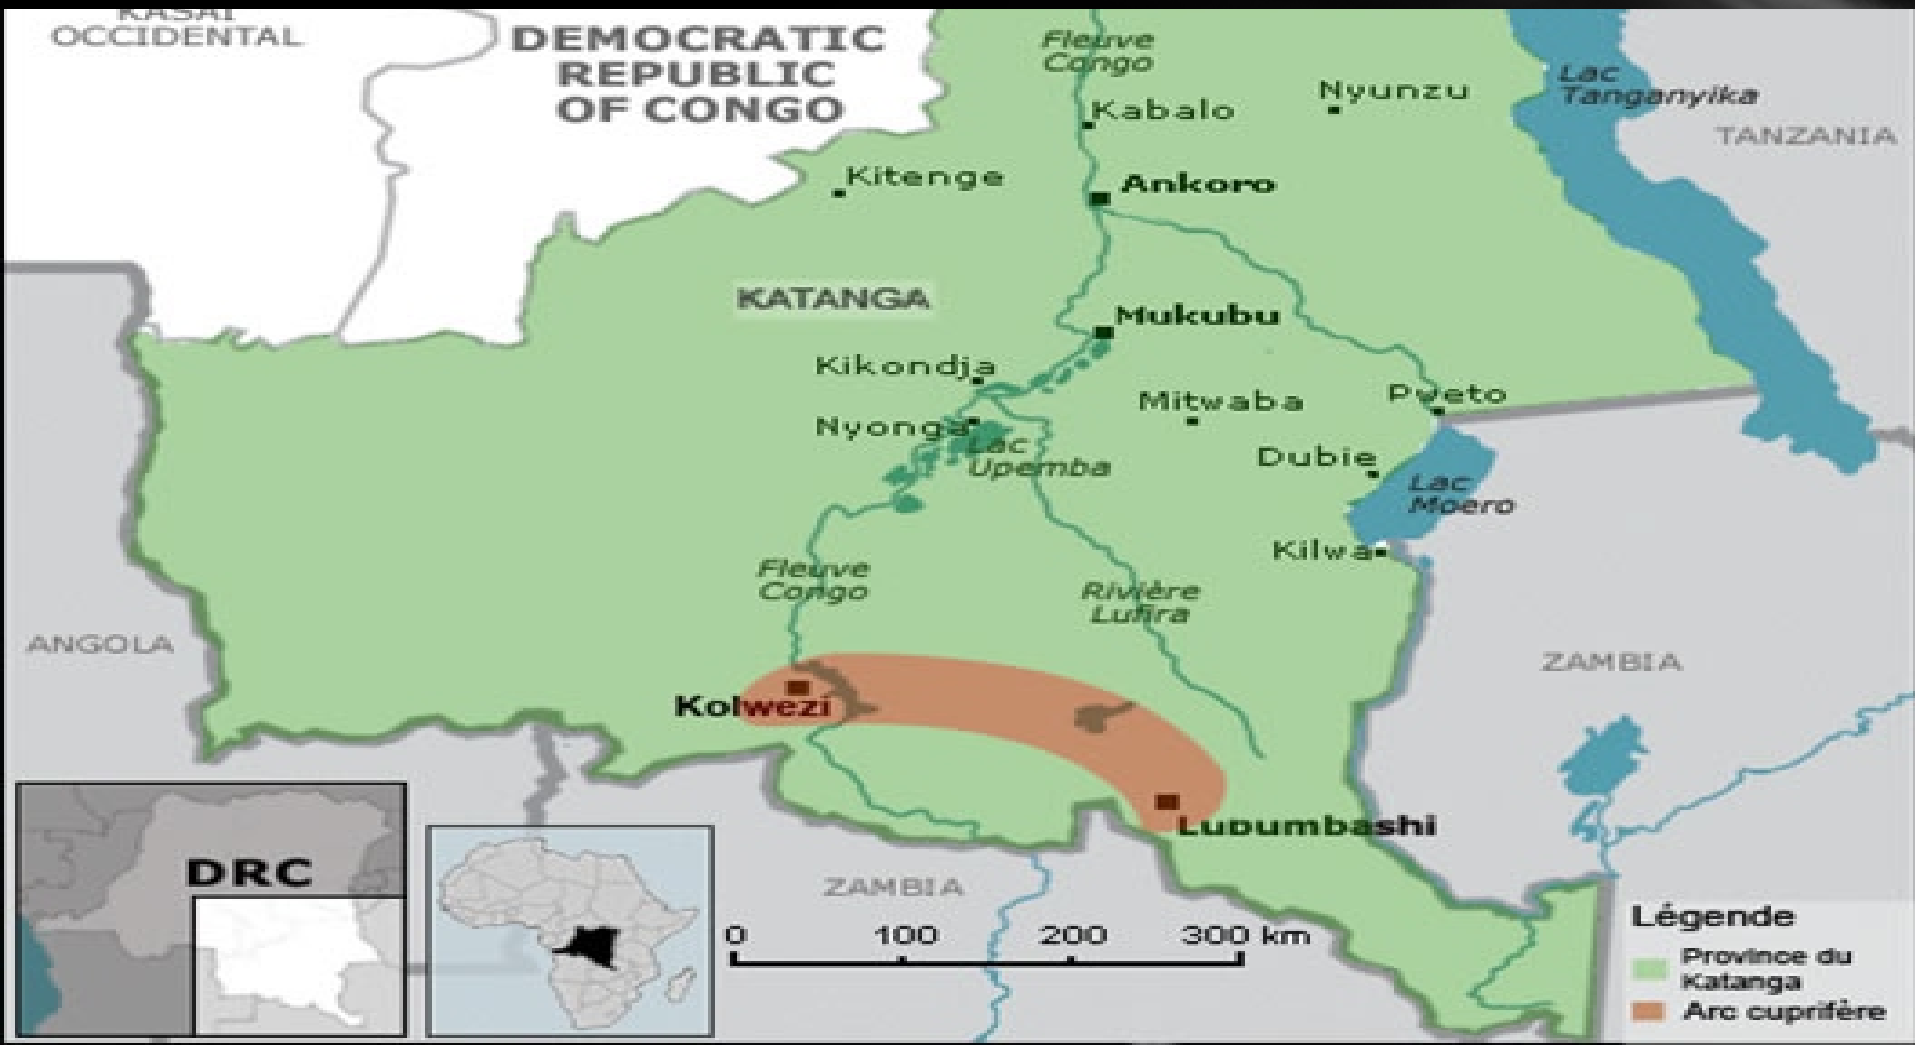 KASAI
OCCIDENTAL
DEMOCRATIC
REPUBLIC
OF CONGO
Fleuve
Congo
Nyunzu
Lac
Tanganyika
Kabalo
TANZANIA
Kitenge
Ankoro
KATANGA
Mukubu
Kikondja
Mitwaba
Pweto
Nyonga
Lac
Upemba
Dubie
Lac
Moero
Kilwa
Fleuve
Congo
Rivière
Lufira
ANGOLA
ZAMBIA
Kolwezi
Lubumbashi
DRC
ZAMBIA
0 100 200 300 km
Légende
Province du
Katanga
Arc cuprifère